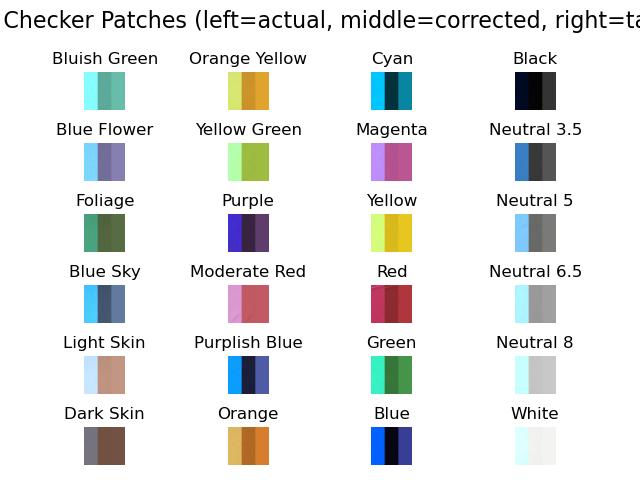 Checker Patches (left=actual, middle=corrected, right=ta
Bluish Green Orange Yellow Cyan Black
Blue Flower Yellow Green Magenta Neutral 3.5
Foliage Purple Yellow Neutral 5
Blue Sky Moderate Red Red Neutral 6.5
Light Skin Purplish Blue Green Neutral 8
Dark Skin Orange Blue White